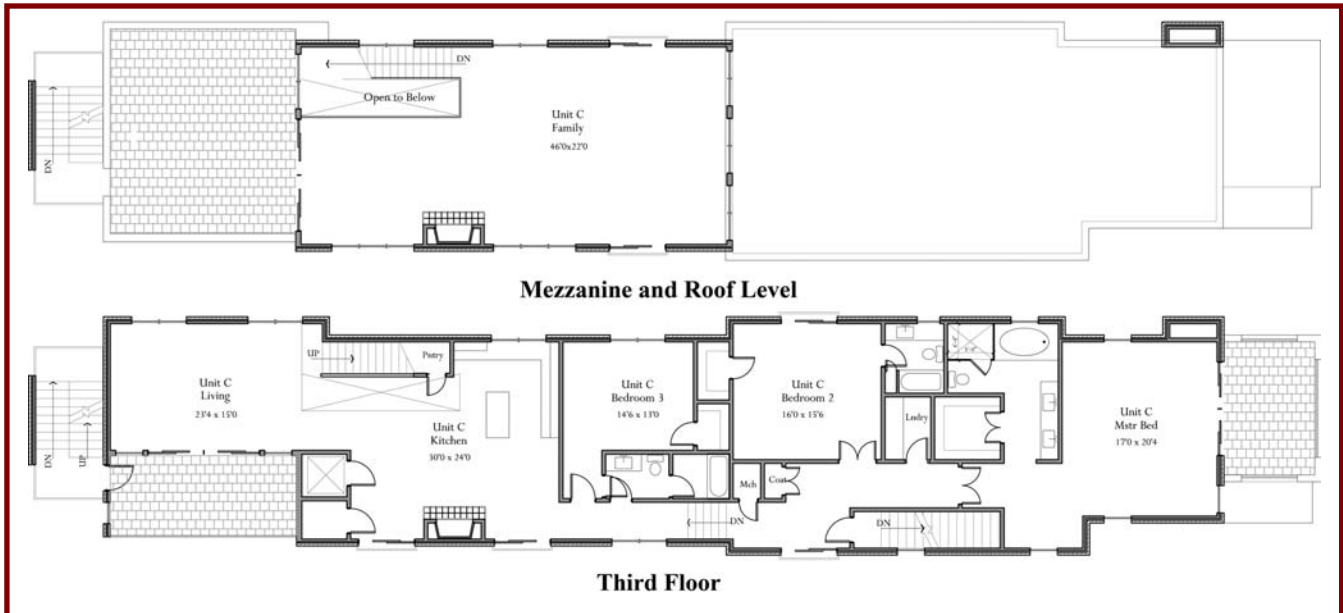 DN
Open to Below
Unit C
Family
46'0x22'0
DN
Mezzanine and Roof Level
UP
Pntry
Unit C
Living
23'4 x 15'0
Unit C
Kitchen
30'0 x 24'0
Unit C
Bedroom 3
14'6 x 13'0
Unit C
Bedroom 2
16'0 x 15'6
Lndry
Unit C
Mstr Bed
17'0 x 20'4
DN
UP
Mch
Coat
DN
DN
Third Floor